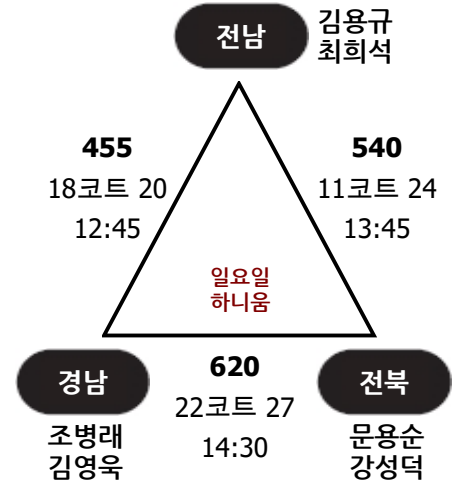 전남
김용규
최희석
455
18코트 20
12:45
540
11코트 24
13:45
일요일
하니움
경남
조병래
김영욱
620
22코트 27
14:30
전북
문용순
강성덕